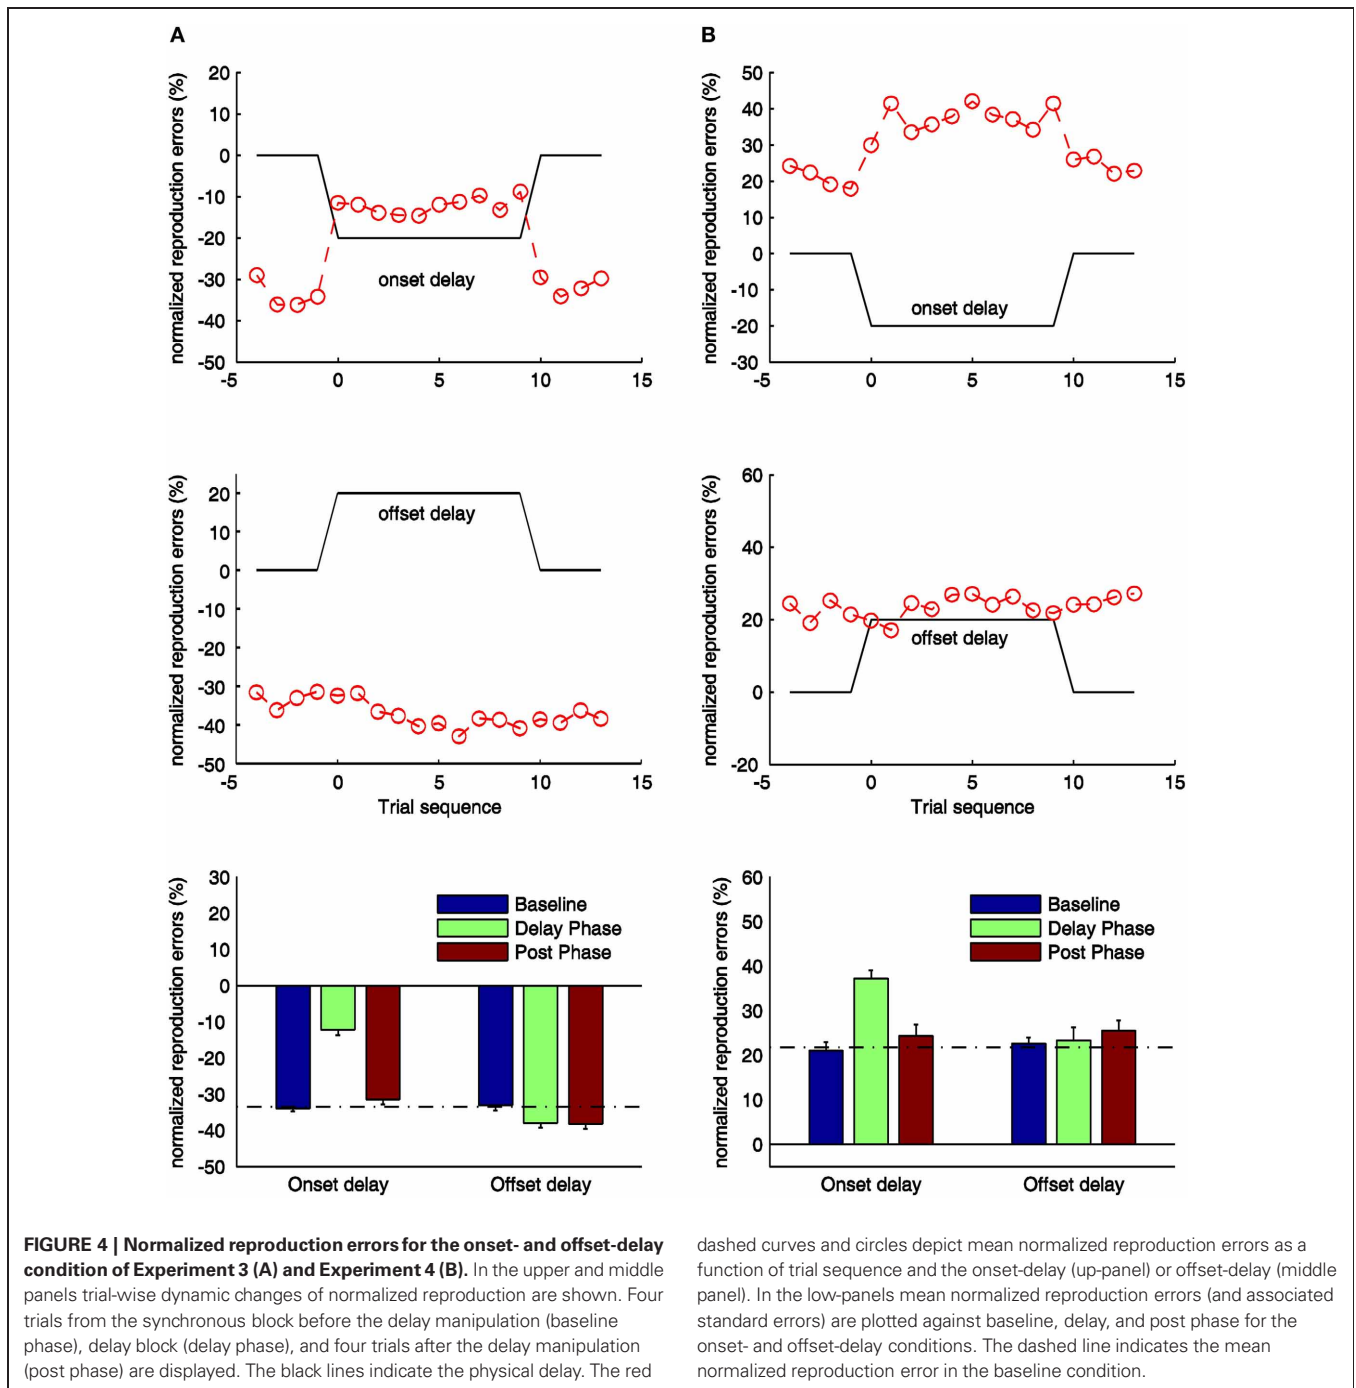 A
B
normalized reproduction errors (%)
20
10
0
-10
-20
-30
-40
-50
onset delay
-5
0
5
10
15
normalized reproduction errors (%)
50
40
30
20
10
0
-10
-20
-30
onset delay
-5
0
5
10
15
normalized reproduction errors (%)
20
10
0
-10
-20
-30
-40
-50
offset delay
-5
0
5
10
15
Trial sequence
normalized reproduction errors (%)
60
40
20
0
-20
offset delay
-5
0
5
10
15
Trial sequence
normalized reproduction errors (%)
30
20
10
0
-10
-20
-30
-40
-50
Baseline
Delay Phase
Post Phase
Onset delay
Offset delay
normalized reproduction errors (%)
60
50
40
30
20
10
0
Baseline
Delay Phase
Post Phase
Onset delay
Offset delay
FIGURE 4 | Normalized reproduction errors for the onset- and offset-delay
condition of Experiment 3 (A) and Experiment 4 (B). In the upper and middle
panels trial-wise dynamic changes of normalized reproduction are shown. Four
trials from the synchronous block before the delay manipulation (baseline
phase), delay block (delay phase), and four trials after the delay manipulation
(post phase) are displayed. The black lines indicate the physical delay. The red
dashed curves and circles depict mean normalized reproduction errors as a
function of trial sequence and the onset-delay (up-panel) or offset-delay (middle
panel). In the low-panels mean normalized reproduction errors (and associated
standard errors) are plotted against baseline, delay, and post phase for the
onset- and offset-delay conditions. The dashed line indicates the mean
normalized reproduction error in the baseline condition.